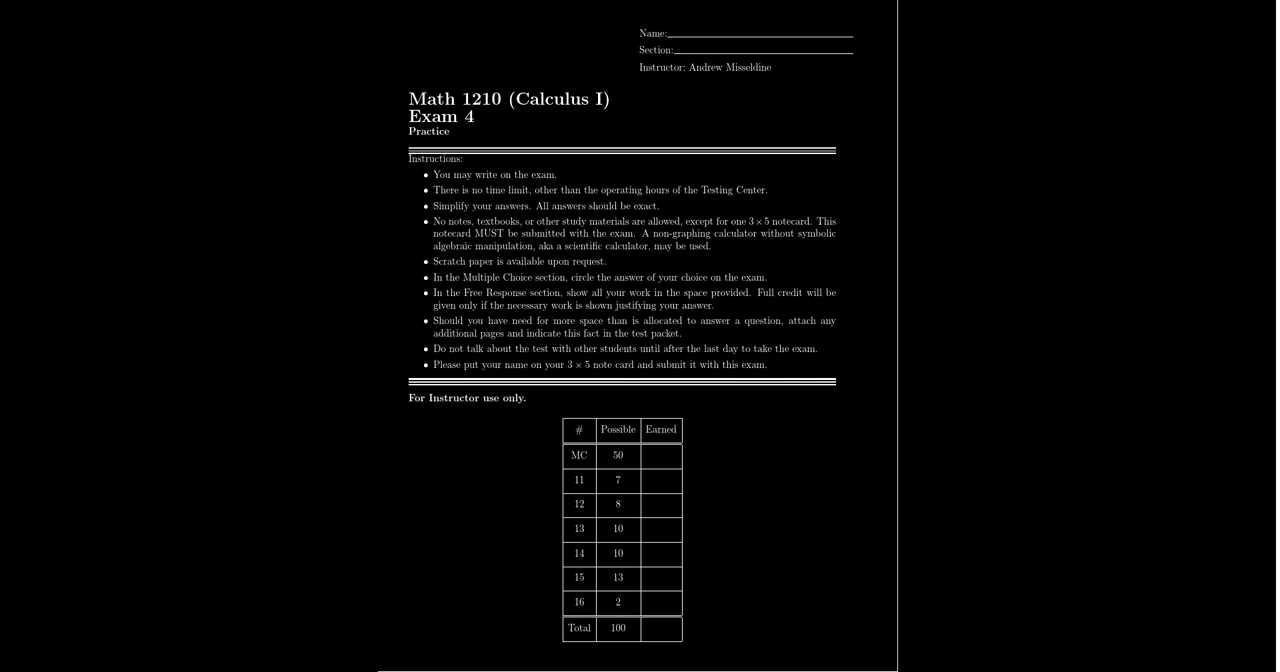 Name:
Section:
Instructor: Andrew Misseldine
Math 1210 (Calculus I)
Exam 4
Practice
Instructions:
• You may write on the exam.
• There is no time limit, other than the operating hours of the Testing Center.
• Simplify your answers. All answers should be exact.
• No notes, textbooks, or other study materials are allowed, except for one 3 × 5 notecard. This
notecard MUST be submitted with the exam. A non-graphing calculator without symbolic
algebraic manipulation, aka a scientific calculator, may be used.
• Scratch paper is available upon request.
• In the Multiple Choice section, circle the answer of your choice on the exam.
• In the Free Response section, show all your work in the space provided. Full credit will be
given only if the necessary work is shown justifying your answer.
• Should you have need for more space than is allocated to answer a question, attach any
additional pages and indicate this fact in the test packet.
• Do not talk about the test with other students until after the last day to take the exam.
• Please put your name on your 3 × 5 note card and submit it with this exam.
For Instructor use only.
# Possible Earned
MC 50
11 7
12 8
13 10
14 10
15 13
16 2
Total 100